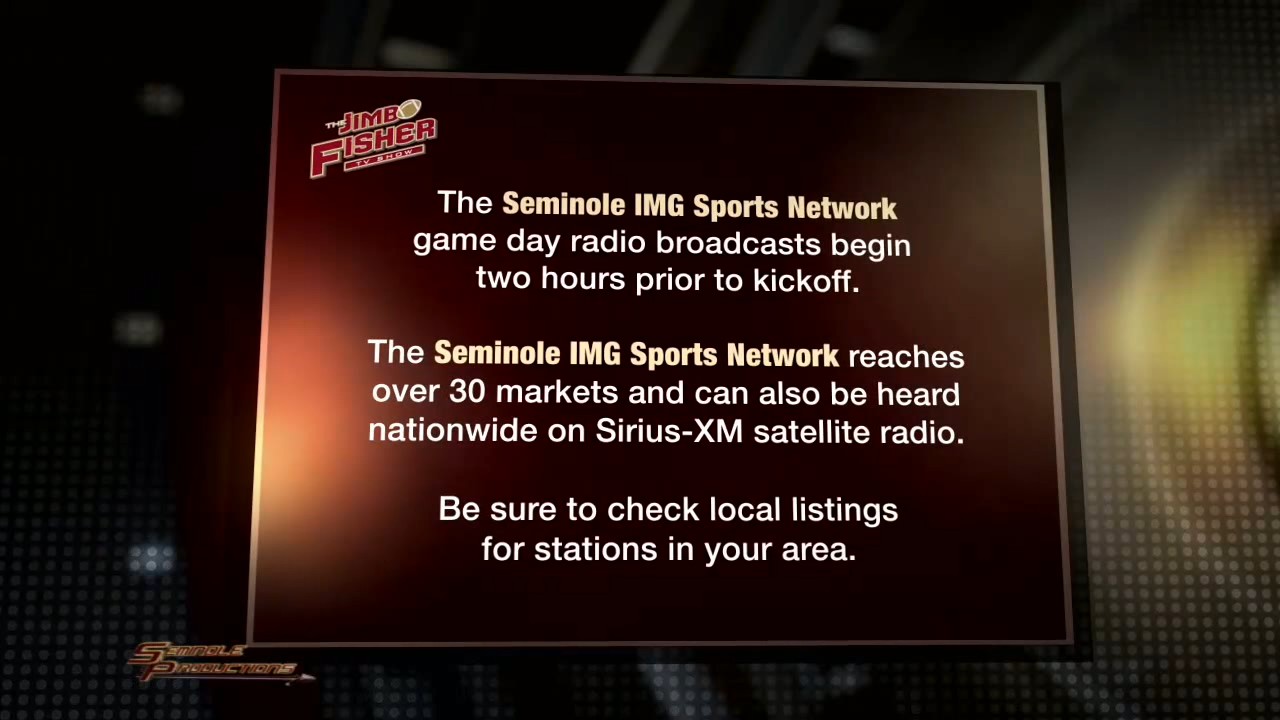 THE JIMBO
FISHER
TV SHOW
The Seminole IMG Sports Network
game day radio broadcasts begin
two hours prior to kickoff.
The Seminole IMG Sports Network reaches
over 30 markets and can also be heard
nationwide on Sirius-XM satellite radio.
Be sure to check local listings
for stations in your area.
SEMINOLE
PRODUCTIONS